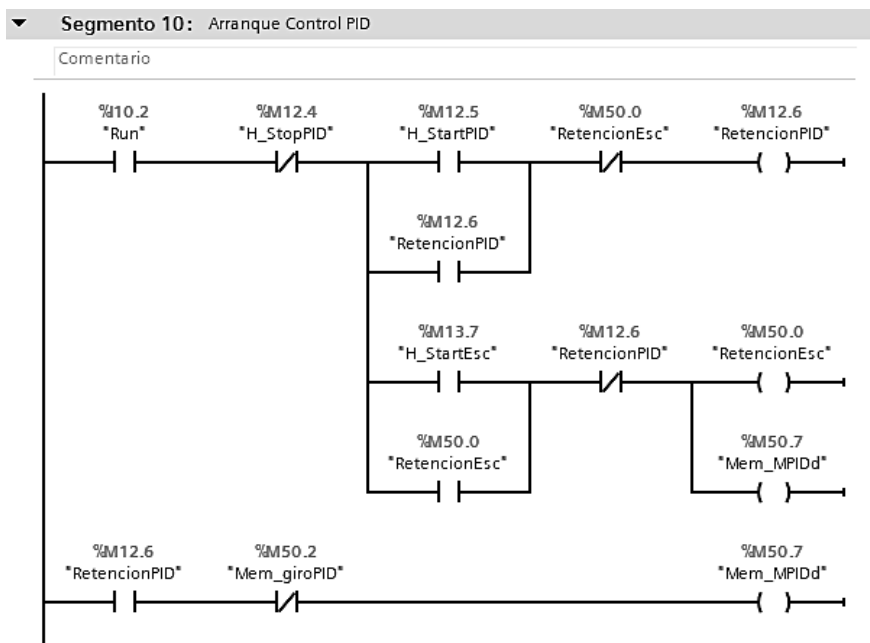 Segmento 10: Arranque Control PID
Comentario
%I10.2 %M12.4 %M12.5 %M50.0 %M12.6
"Run" "H_StopPID" "H_StartPID" "RetencionEsc" "RetencionPID"
%M12.6
"RetencionPID"
%M13.7 %M12.6 %M50.0
"H_StartEsc" "RetencionPID" "RetencionEsc"
%M50.0 %M50.7
"RetencionEsc" "Mem_MPIDd"
%M12.6 %M50.2 %M50.7
"RetencionPID" "Mem_giroPID" "Mem_MPIDd"